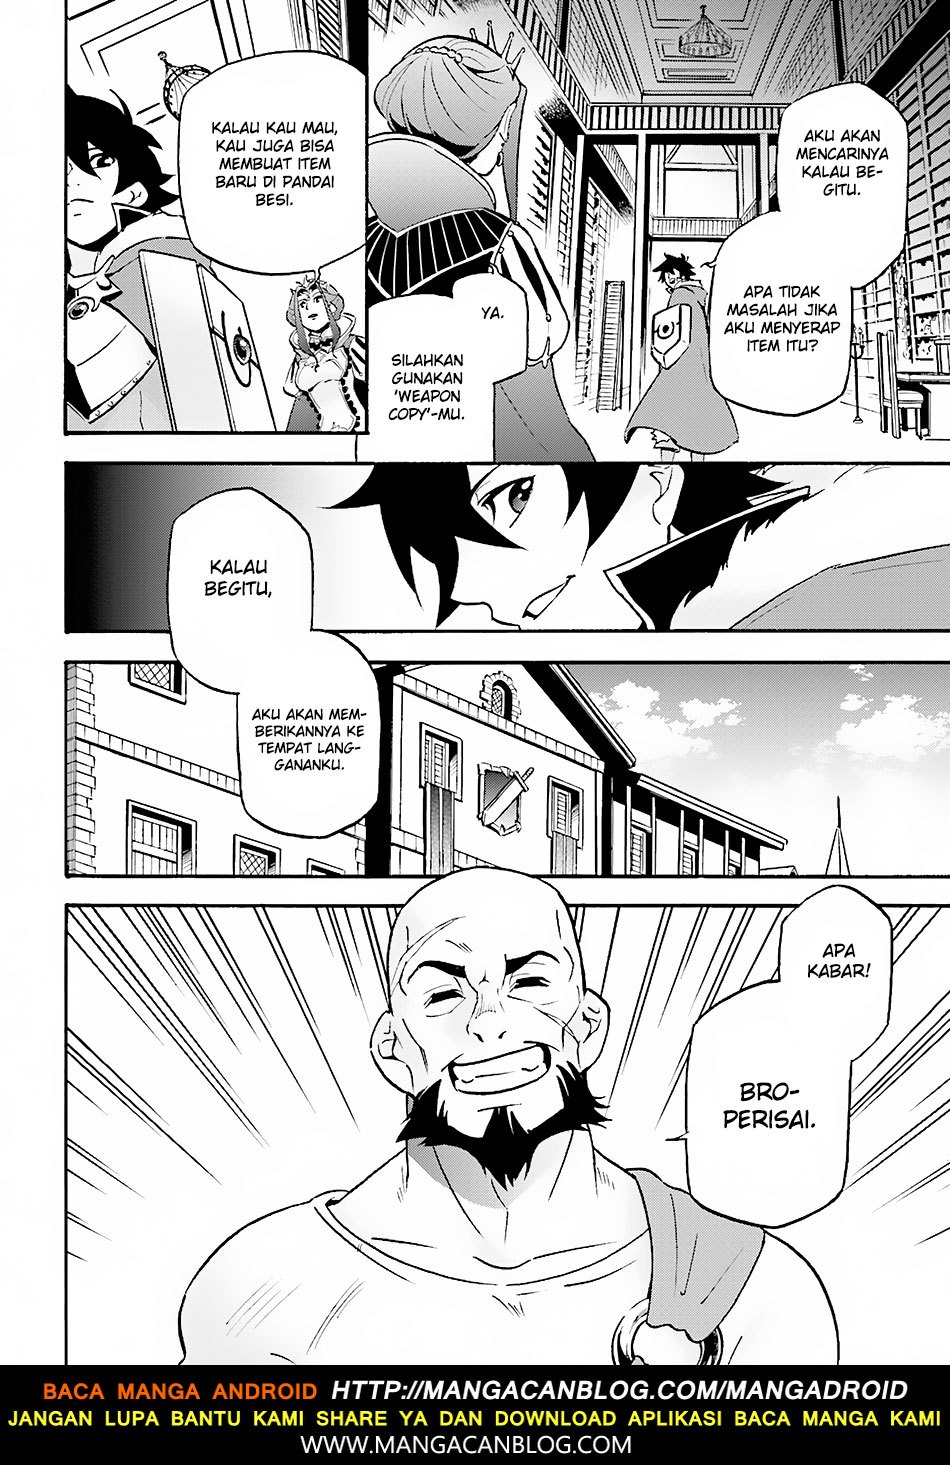 AKU AKAN
MENCARINYA
KALAU BE-
GITU.
APA TIDAK
MASALAH JIKA
AKU MENYERAP
ITEM ITU?
YA.
SILAHKAN
GUNAKAN
'WEAPON
COPY'-MU.
KALAU KAU MAU,
KAU JUGA BISA
MEMBUAT ITEM
BARU DI PANDAI
BESI.
KALAU
BEGITU,
AKU AKAN MEM-
BERIKANNYA KE
TEMPAT LANG-
GANANKU.
APA
KABAR!
BRO-
PERISAI.
BACA MANGA ANDROID HTTP://MANGACANBLOG.COM/MANGADROID
JANGAN LUPA BANTU KAMI SHARE YA DAN DOWNLOAD APLIKASI BACA MANGA KAMI
WWW.MANGACANBLOG.COM